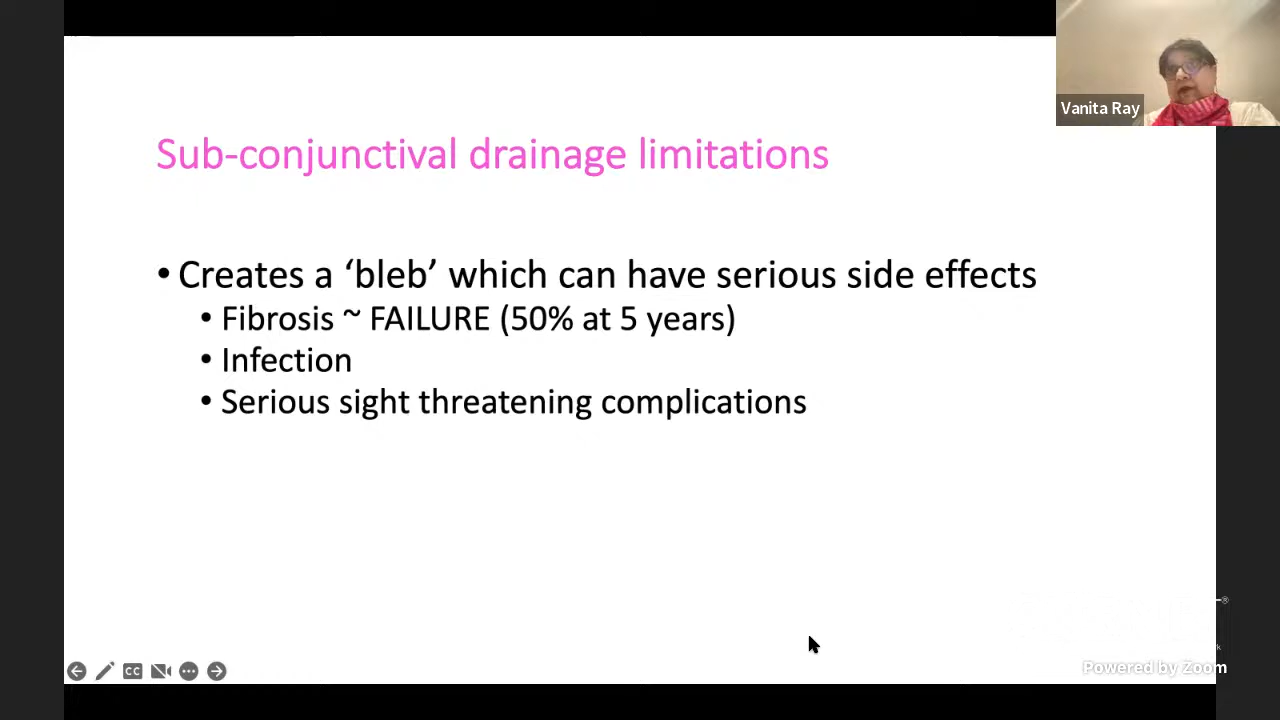 Vanita Ray
Sub-conjunctival drainage limitations
• Creates a ‘bleb’ which can have serious side effects
• Fibrosis ~ FAILURE (50% at 5 years)
• Infection
• Serious sight threatening complications
CC
®
k
Powered by Zoom